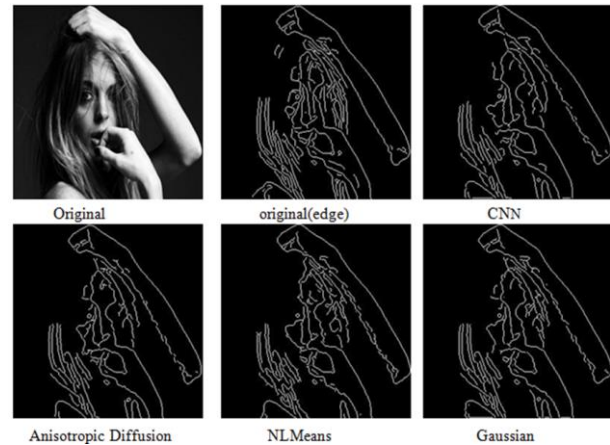 Original
original(edge)
CNN
Anisotropic Diffusion
NLMeans
Gaussian